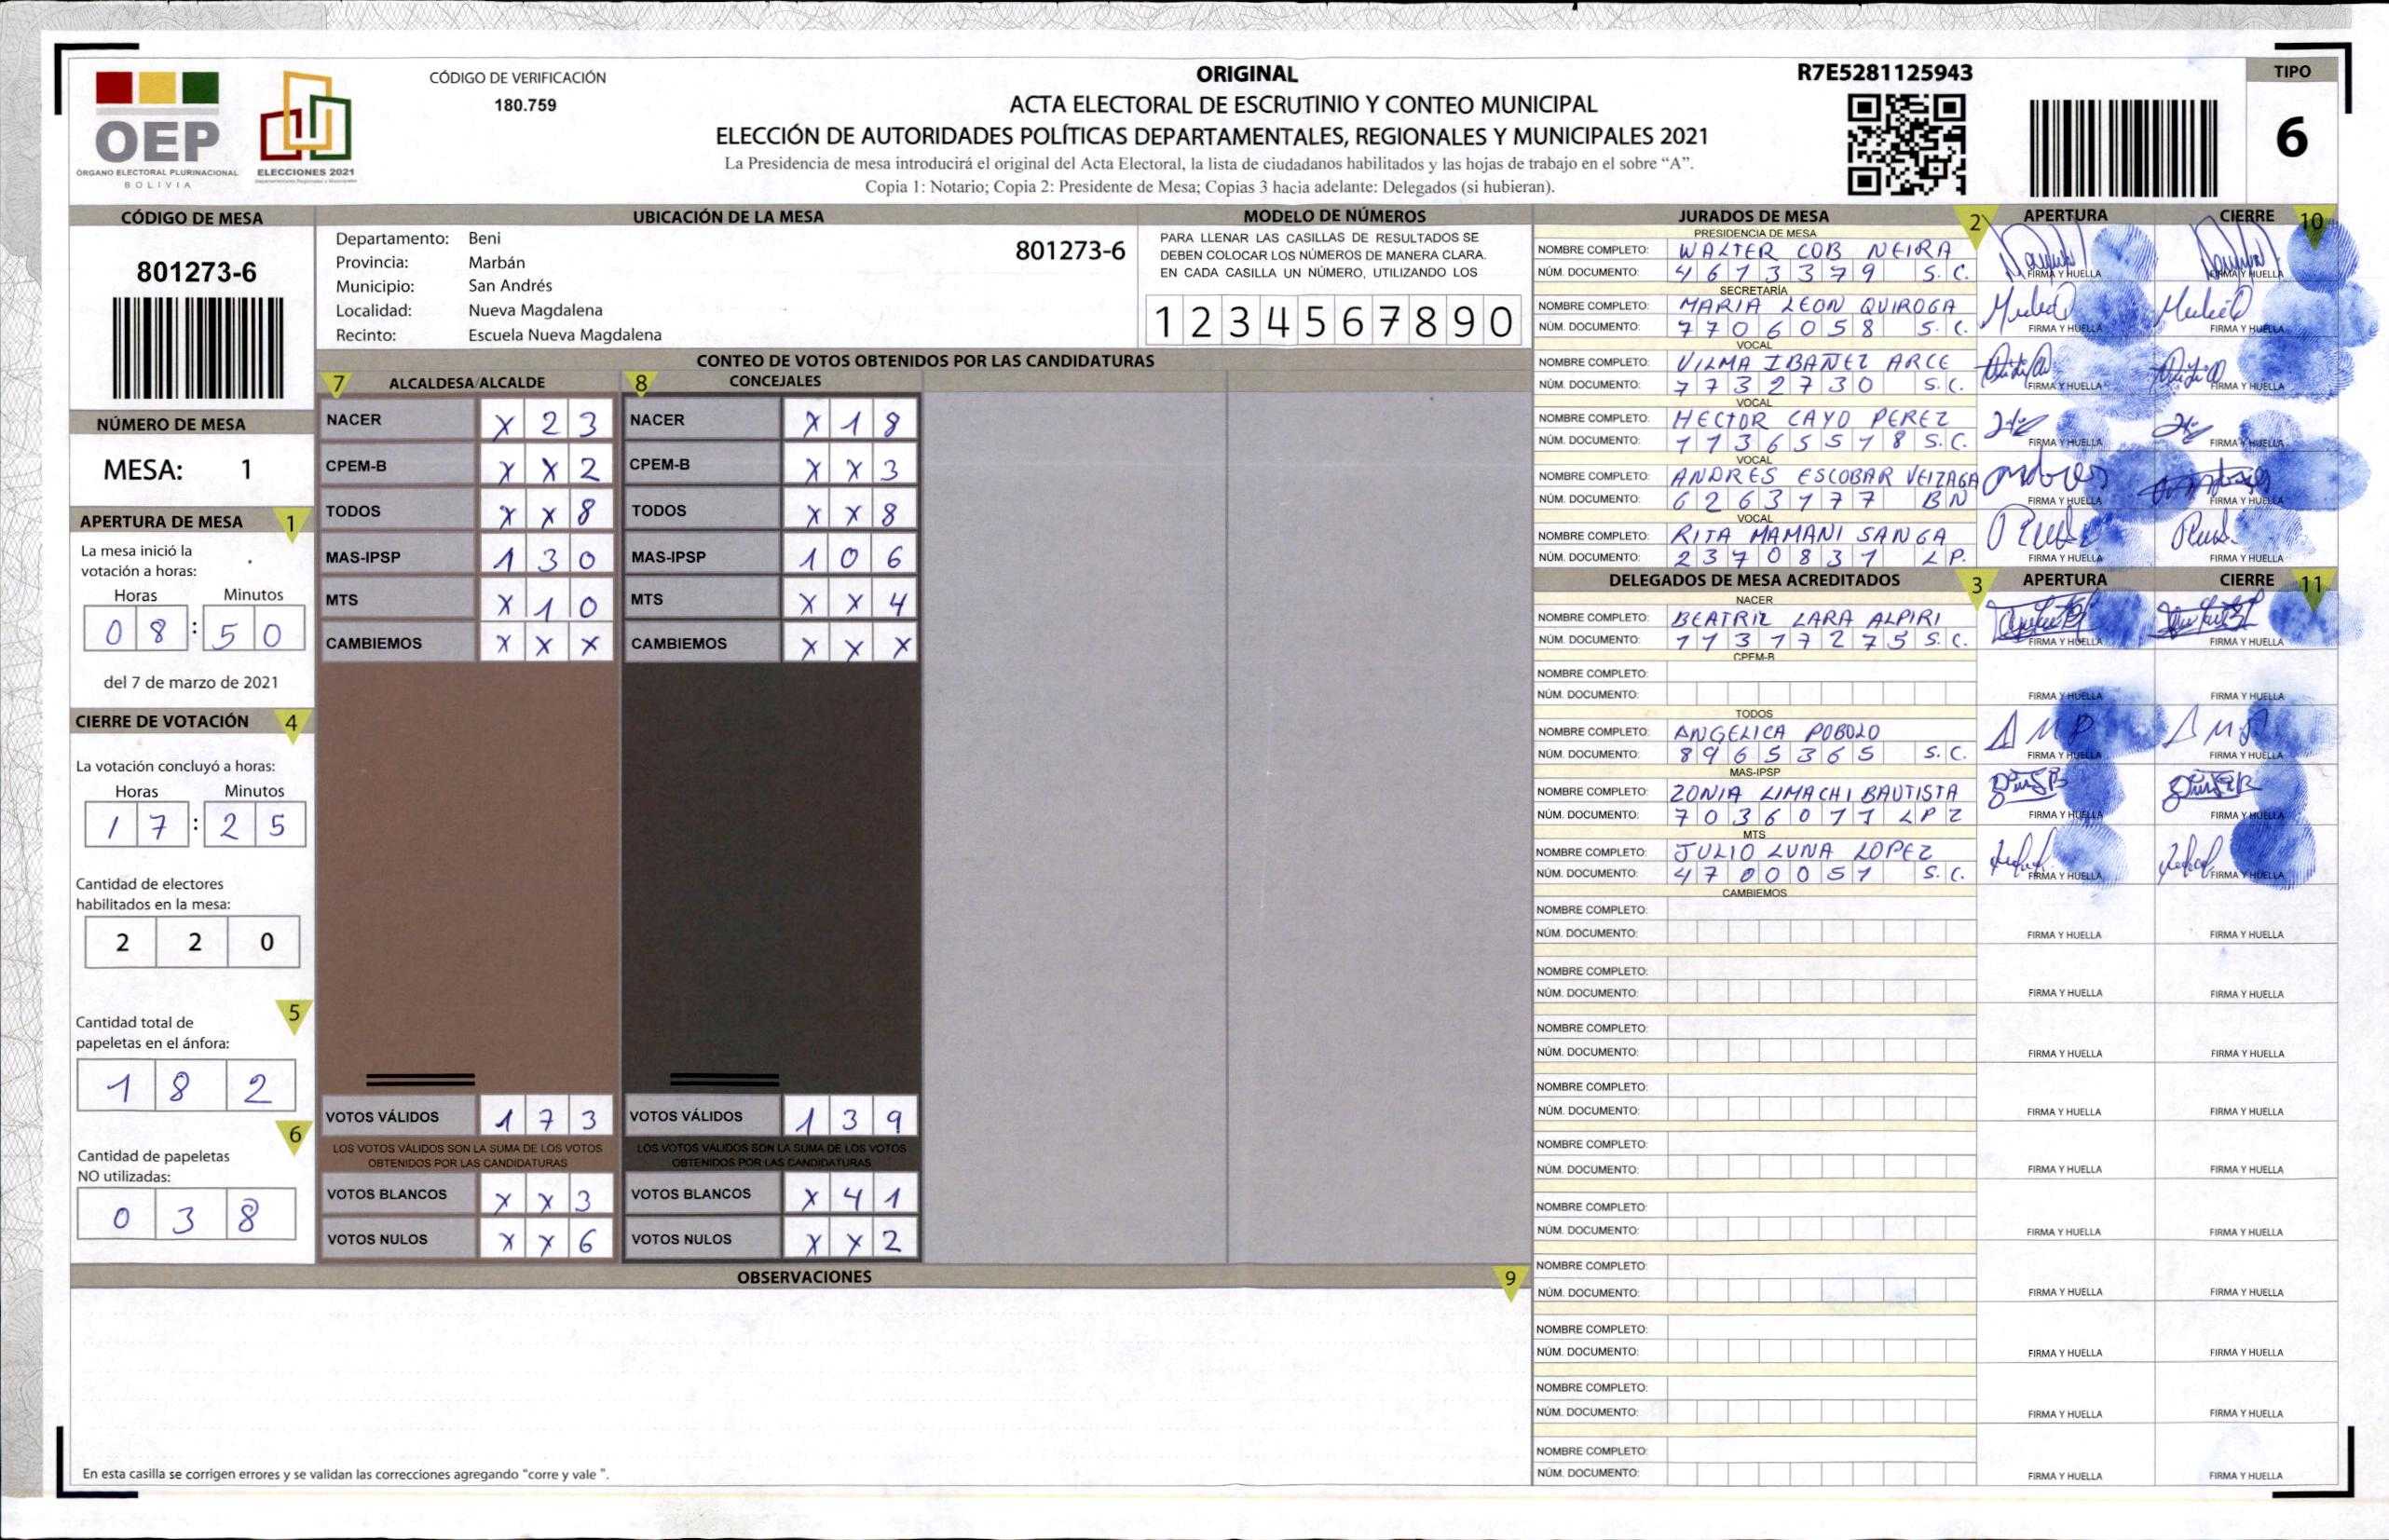 CÓDIGO DE VERIFICACIÓN
180.759
OEP
ÓRGANO ELECTORAL PLURINACIONAL
BOLIVIA
ELECCIONES 2021
ORIGINAL
ACTA ELECTORAL DE ESCRUTINIO Y CONTEO MUNICIPAL
ELECCIÓN DE AUTORIDADES POLÍTICAS DEPARTAMENTALES, REGIONALES Y MUNICIPALES 2021
La Presidencia de mesa introducirá el original del Acta Electoral, la lista de ciudadanos habilitados y las hojas de trabajo en el sobre “A”.
Copia 1: Notario; Copia 2: Presidente de Mesa; Copias 3 hacia adelante: Delegados (si hubieran).
R7E5281125943
TIPO
6
CÓDIGO DE MESA
801273-6
NÚMERO DE MESA
MESA: 1
APERTURA DE MESA 1
La mesa inició la
votación a horas:
Horas Minutos
08:50
del 7 de marzo de 2021
CIERRE DE VOTACIÓN 4
La votación concluyó a horas:
Horas Minutos
17:25
Cantidad de electores
habilitados en la mesa:
2 2 0
5
Cantidad total de
papeletas en el ánfora:
1 8 2
6
Cantidad de papeletas
NO utilizadas:
0 3 8
UBICACIÓN DE LA MESA
Departamento: Beni
801273-6
Provincia: Marbán
Municipio: San Andrés
Localidad: Nueva Magdalena
Recinto: Escuela Nueva Magdalena
MODELO DE NÚMEROS
PARA LLENAR LAS CASILLAS DE RESULTADOS SE
DEBEN COLOCAR LOS NÚMEROS DE MANERA CLARA.
EN CADA CASILLA UN NÚMERO, UTILIZANDO LOS
1 2 3 4 5 6 7 8 9 0
CONTEO DE VOTOS OBTENIDOS POR LAS CANDIDATURAS
7 ALCALDESA/ALCALDE 8 CONCEJALES
NACER X 2 3 NACER X 1 8
CPEM-B X X 2 CPEM-B X X 3
TODOS X X 8 TODOS X X 8
MAS-IPSP 1 3 0 MAS-IPSP 1 0 6
MTS X 1 0 MTS X X 4
CAMBIEMOS X X X CAMBIEMOS X X X
VOTOS VÁLIDOS 1 7 3 VOTOS VÁLIDOS 1 3 9
LOS VOTOS VÁLIDOS SON LA SUMA DE LOS VOTOS LOS VOTOS VÁLIDOS SON LA SUMA DE LOS VOTOS
OBTENIDOS POR LAS CANDIDATURAS OBTENIDOS POR LAS CANDIDATURAS
VOTOS BLANCOS X X 3 VOTOS BLANCOS X 4 1
VOTOS NULOS X X 6 VOTOS NULOS X X 2
OBSERVACIONES 9
En esta casilla se corrigen errores y se validan las correcciones agregando "corre y vale ".
JURADOS DE MESA 2 APERTURA CIERRE 10
PRESIDENCIA DE MESA
NOMBRE COMPLETO: WALTER COB NEIRA
NÚM. DOCUMENTO: 4613379 S.C. FIRMA Y HUELLA FIRMA Y HUELLA
SECRETARÍA
NOMBRE COMPLETO: MARIA LEON QUIROGA
NÚM. DOCUMENTO: 7706058 S.C. FIRMA Y HUELLA FIRMA Y HUELLA
VOCAL
NOMBRE COMPLETO: VILMA IBAÑEZ ARCE
NÚM. DOCUMENTO: 7732730 S.C. FIRMA Y HUELLA FIRMA Y HUELLA
VOCAL
NOMBRE COMPLETO: HECTOR CAYO PEREZ
NÚM. DOCUMENTO: 11365518 S.C. FIRMA Y HUELLA FIRMA Y HUELLA
VOCAL
NOMBRE COMPLETO: ANDRES ESCOBAR VEIZAGA
NÚM. DOCUMENTO: 6263177 BN FIRMA Y HUELLA FIRMA Y HUELLA
VOCAL
NOMBRE COMPLETO: RITA MAMANI SANGA
NÚM. DOCUMENTO: 2370831 LP. FIRMA Y HUELLA FIRMA Y HUELLA
DELEGADOS DE MESA ACREDITADOS 3 APERTURA CIERRE 11
NACER
NOMBRE COMPLETO: BEATRIZ LARA ALPIRI
NÚM. DOCUMENTO: 11317275 S.C. FIRMA Y HUELLA FIRMA Y HUELLA
CPEM-B
NOMBRE COMPLETO:
NÚM. DOCUMENTO: FIRMA Y HUELLA FIRMA Y HUELLA
TODOS
NOMBRE COMPLETO: ANGELICA
NÚM. DOCUMENTO: 8965365 S.C. FIRMA Y HUELLA FIRMA Y HUELLA
MAS-IPSP
NOMBRE COMPLETO: ZONIA LIMACHI BAUTISTA
NÚM. DOCUMENTO: 7036011 LPZ FIRMA Y HUELLA FIRMA Y HUELLA
MTS
NOMBRE COMPLETO: JULIO LUNA LOPEZ
NÚM. DOCUMENTO: 4700051 S.C. FIRMA Y HUELLA FIRMA Y HUELLA
CAMBIEMOS
NOMBRE COMPLETO:
NÚM. DOCUMENTO: FIRMA Y HUELLA FIRMA Y HUELLA
NOMBRE COMPLETO:
NÚM. DOCUMENTO: FIRMA Y HUELLA FIRMA Y HUELLA
NOMBRE COMPLETO:
NÚM. DOCUMENTO: FIRMA Y HUELLA FIRMA Y HUELLA
NOMBRE COMPLETO:
NÚM. DOCUMENTO: FIRMA Y HUELLA FIRMA Y HUELLA
NOMBRE COMPLETO:
NÚM. DOCUMENTO: FIRMA Y HUELLA FIRMA Y HUELLA
NOMBRE COMPLETO:
NÚM. DOCUMENTO: FIRMA Y HUELLA FIRMA Y HUELLA
NOMBRE COMPLETO:
NÚM. DOCUMENTO: FIRMA Y HUELLA FIRMA Y HUELLA
NOMBRE COMPLETO:
NÚM. DOCUMENTO: FIRMA Y HUELLA FIRMA Y HUELLA
NOMBRE COMPLETO:
NÚM. DOCUMENTO: FIRMA Y HUELLA FIRMA Y HUELLA
NOMBRE COMPLETO:
NÚM. DOCUMENTO: FIRMA Y HUELLA FIRMA Y HUELLA